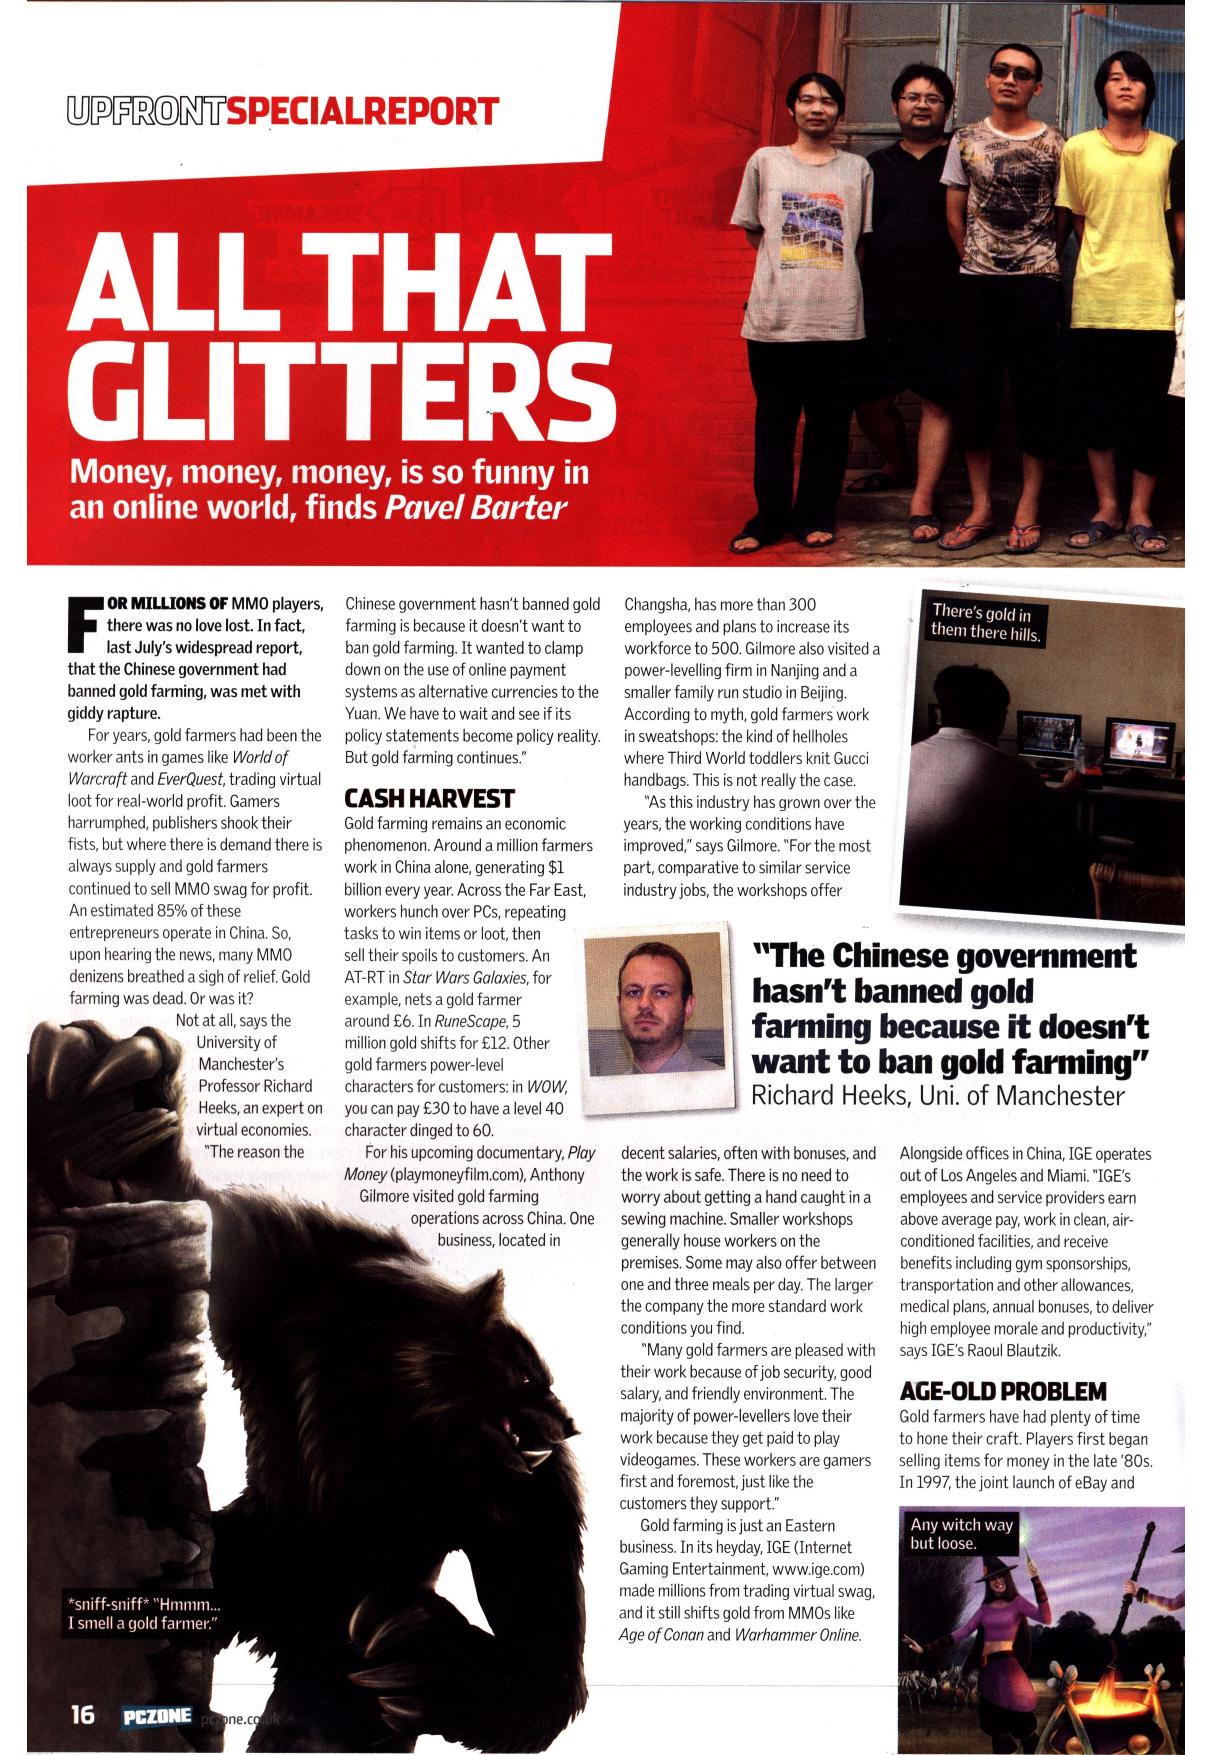 UPFRONTSPECIALREPORT
ALL THAT
GLITTERS
Money, money, money, is so funny in
an online world, finds Pavel Barter
FOR MILLIONS OF MMO players,
there was no love lost. In fact,
last July's widespread report,
that the Chinese government had
banned gold farming, was met with
giddy rapture.
For years, gold farmers had been the
worker ants in games like World of
Warcraft and EverQuest, trading virtual
loot for real-world profit. Gamers
harrumphed, publishers shook their
fists, but where there is demand there is
always supply and gold farmers
continued to sell MMO swag for profit.
An estimated 85% of these
entrepreneurs operate in China. So,
upon hearing the news, many MMO
denizens breathed a sigh of relief. Gold
farming was dead. Or was it?
Not at all, says the
University of
Manchester's
Professor Richard
Heeks, an expert on
virtual economies.
"The reason the
Chinese government hasn't banned gold
farming is because it doesn't want to
ban gold farming. It wanted to clamp
down on the use of online payment
systems as alternative currencies to the
Yuan. We have to wait and see if its
policy statements become policy reality.
But gold farming continues."
CASH HARVEST
Gold farming remains an economic
phenomenon. Around a million farmers
work in China alone, generating $1
billion every year. Across the Far East,
workers hunch over PCs, repeating
tasks to win items or loot, then
sell their spoils to customers. An
AT-RT in Star Wars Galaxies, for
example, nets a gold farmer
around £6. In RuneScape, 5
million gold shifts for £12. Other
gold farmers power-level
characters for customers: in WOW,
you can pay £30 to have a level 40
character dinged to 60.
For his upcoming documentary, Play
Money (playmoneyfilm.com), Anthony
Gilmore visited gold farming
operations across China. One
business, located in
Changsha, has more than 300
employees and plans to increase its
workforce to 500. Gilmore also visited a
power-levelling firm in Nanjing and a
smaller family run studio in Beijing.
According to myth, gold farmers work
in sweatshops: the kind of hellholes
where Third World toddlers knit Gucci
handbags. This is not really the case.
"As this industry has grown over the
years, the working conditions have
improved," says Gilmore. "For the most
part, comparative to similar service
industry jobs, the workshops offer
There's gold in
them there hills.
"The Chinese government
hasn't banned gold
farming because it doesn't
want to ban gold farming"
Richard Heeks, Uni. of Manchester
decent salaries, often with bonuses, and
the work is safe. There is no need to
worry about getting a hand caught in a
sewing machine. Smaller workshops
generally house workers on the
premises. Some may also offer between
one and three meals per day. The larger
the company the more standard work
conditions you find.
"Many gold farmers are pleased with
their work because of job security, good
salary, and friendly environment. The
majority of power-levellers love their
work because they get paid to play
videogames. These workers are gamers
first and foremost, just like the
customers they support."
Gold farming is just an Eastern
business. In its heyday, IGE (Internet
Gaming Entertainment, www.ige.com)
made millions from trading virtual swag,
and it still shifts gold from MMOs like
Age of Conan and Warhammer Online.
Alongside offices in China, IGE operates
out of Los Angeles and Miami. "IGE's
employees and service providers earn
above average pay, work in clean, air-
conditioned facilities, and receive
benefits including gym sponsorships,
transportation and other allowances,
medical plans, annual bonuses, to deliver
high employee morale and productivity,"
says IGE's Raoul Blautzik.
AGE-OLD PROBLEM
Gold farmers have had plenty of time
to hone their craft. Players first began
selling items for money in the late '80s.
In 1997, the joint launch of eBay and
Any witch way
but loose.
*sniff-sniff* "Hmmm...
I smell a gold farmer."
16 PCZONE pczone.co.uk